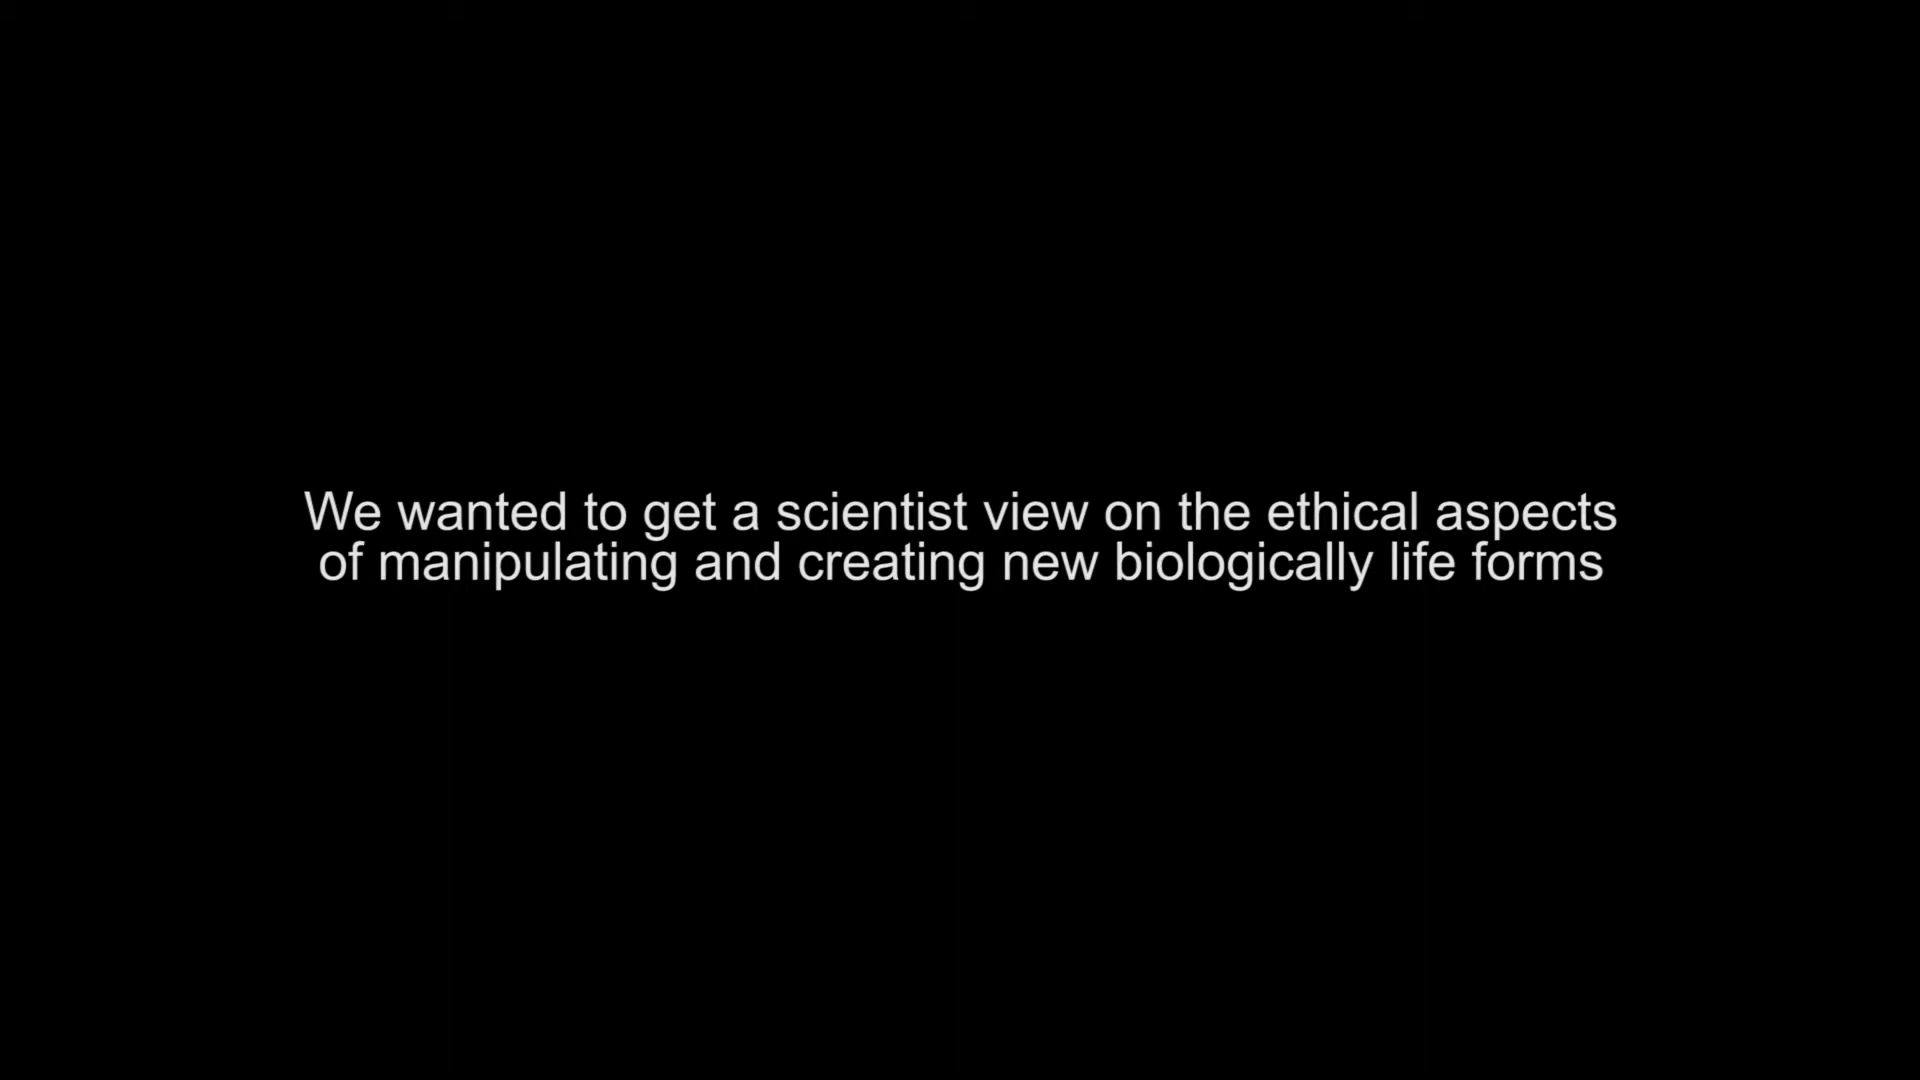 We wanted to get a scientist view on the ethical aspects
of manipulating and creating new biologically life forms